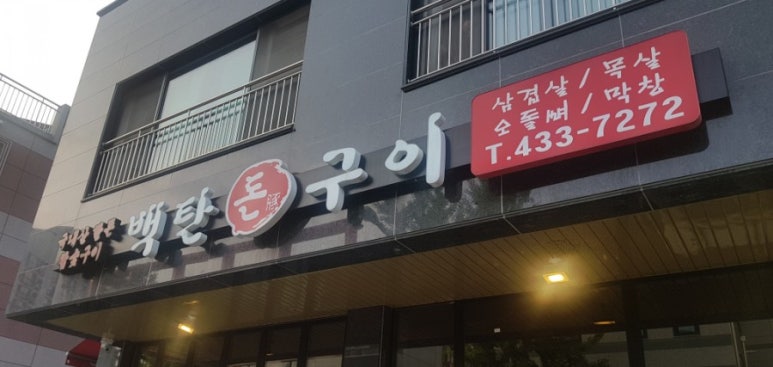 백탄 돈 구이
삼겹살/목살
소돌뼈/막창
T.433-7272